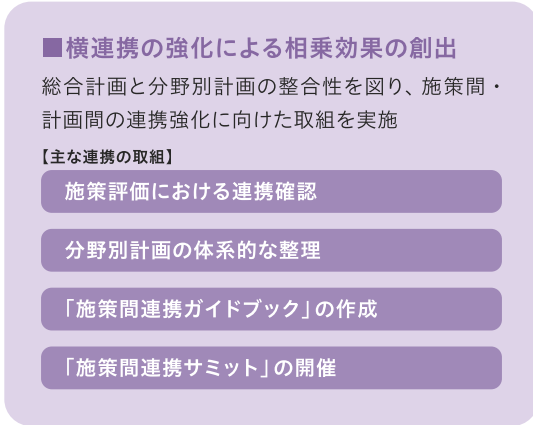 ■横連携の強化による相乗効果の創出
総合計画と分野別計画の整合性を図り、施策間・
計画間の連携強化に向けた取組を実施
【主な連携の取組】
施策評価における連携確認
分野別計画の体系的な整理
「施策間連携ガイドブック」の作成
「施策間連携サミット」の開催